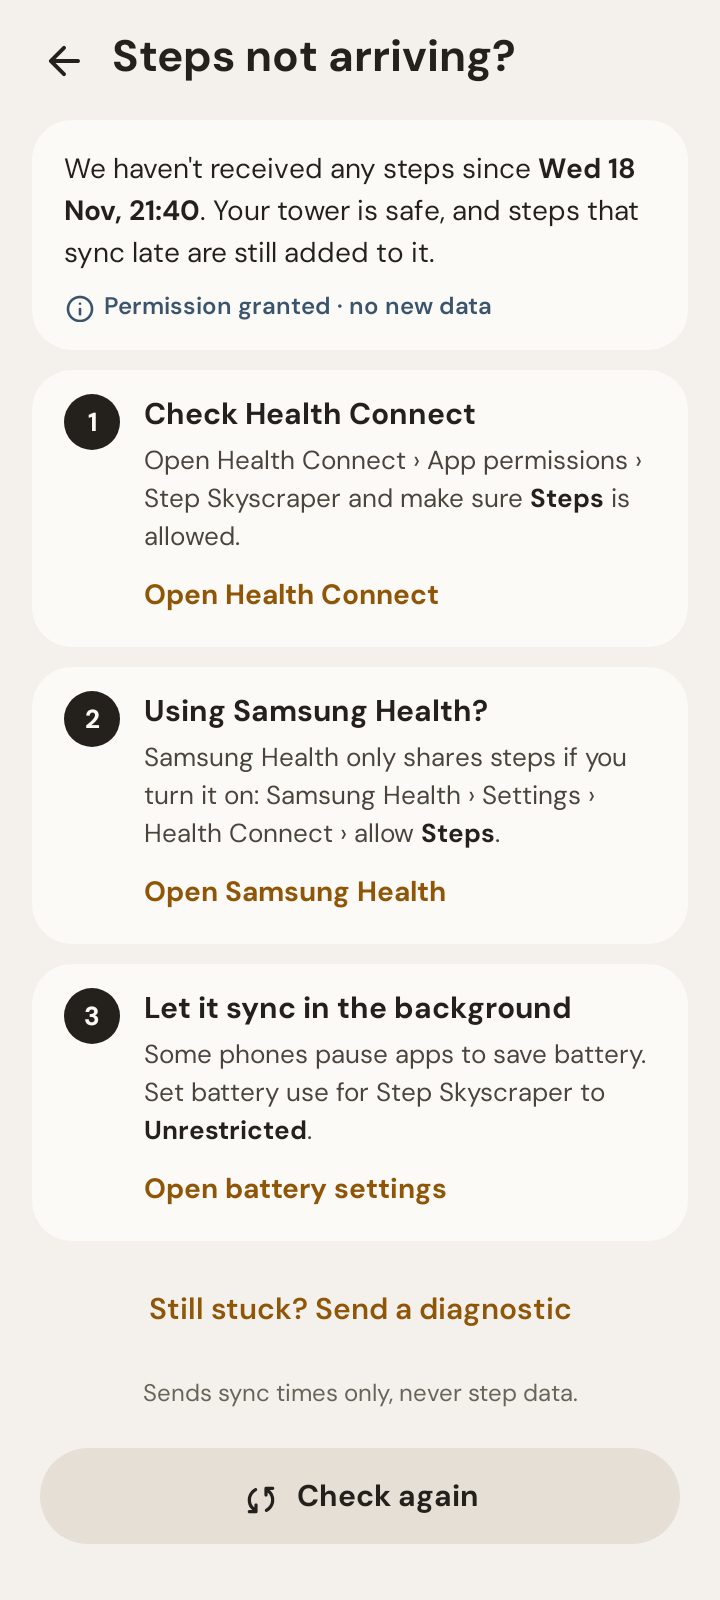 Steps not arriving?
We haven't received any steps since Wed 18
Nov, 21:40. Your tower is safe, and steps that
sync late are still added to it.
Permission granted · no new data
1
Check Health Connect
Open Health Connect › App permissions ›
Step Skyscraper and make sure Steps is
allowed.
Open Health Connect
2
Using Samsung Health?
Samsung Health only shares steps if you
turn it on: Samsung Health › Settings ›
Health Connect › allow Steps.
Open Samsung Health
3
Let it sync in the background
Some phones pause apps to save battery.
Set battery use for Step Skyscraper to
Unrestricted.
Open battery settings
Still stuck? Send a diagnostic
Sends sync times only, never step data.
Check again